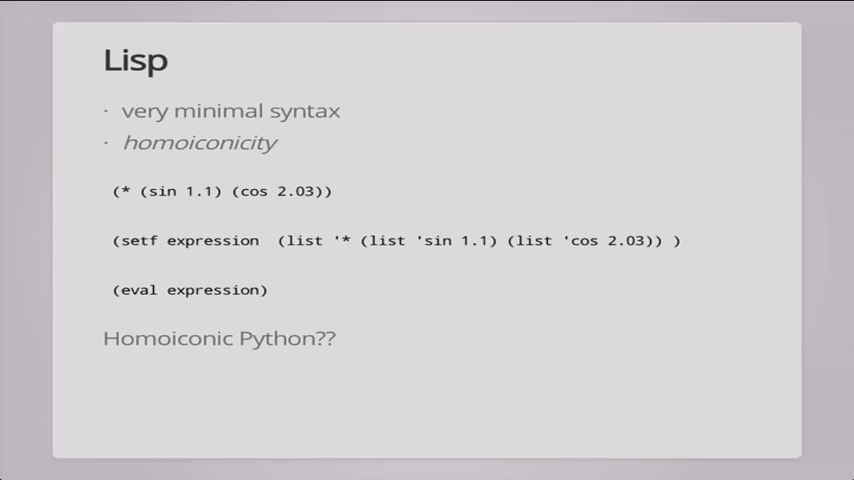 Lisp
· very minimal syntax
· homoiconicity
(* (sin 1.1) (cos 2.03))
(setf expression  (list '* (list 'sin 1.1) (list 'cos 2.03)) )
(eval expression)
Homoiconic Python??